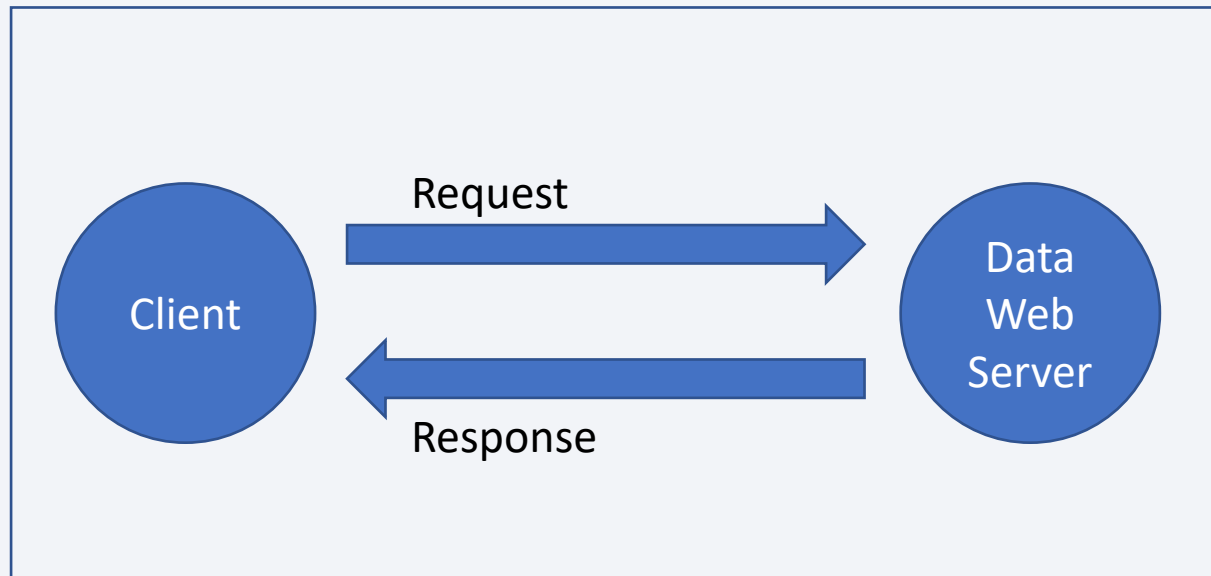 Request
Client
Data
Web
Server
Response